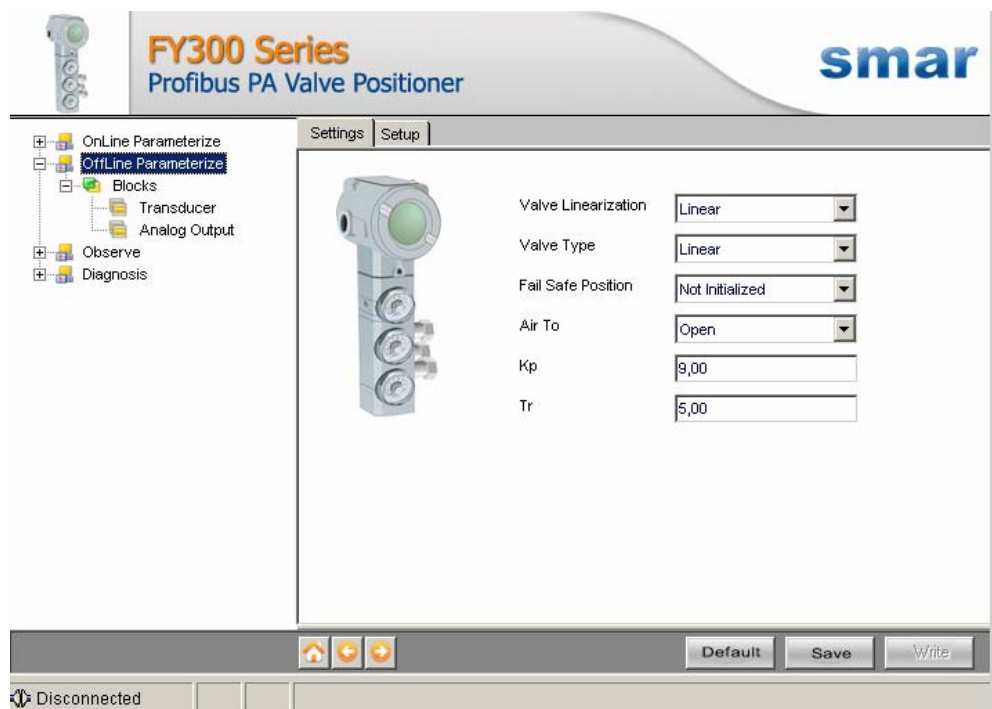 FY300 Series
Profibus PA Valve Positioner
smar
OnLine Parameterize
OffLine Parameterize
Blocks
Transducer
Analog Output
Observe
Diagnosis
Settings
Setup
Valve Linearization
Linear
Valve Type
Linear
Fail Safe Position
Not Initialized
Air To
Open
Kp
9,00
Tr
5,00
Default
Save
Write
Disconnected